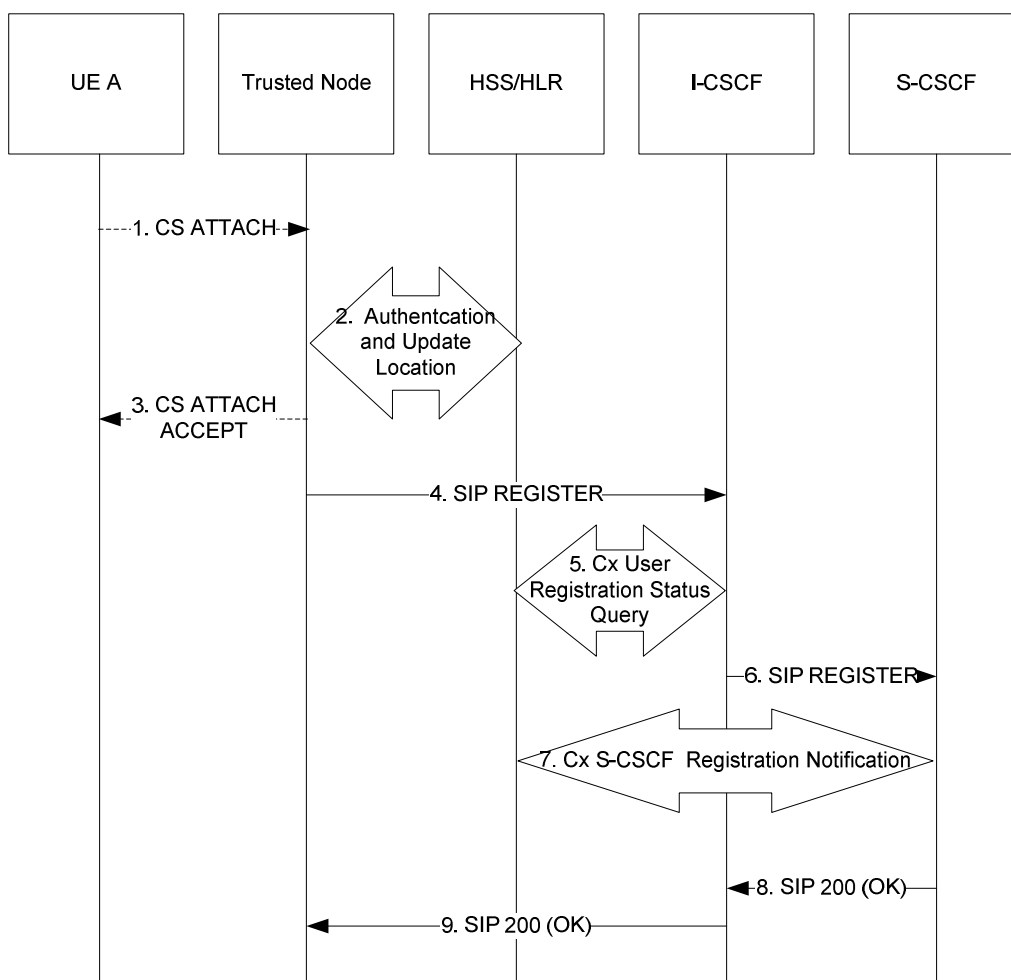 UE A
Trusted Node
HSS/HLR
I-CSCF
S-CSCF
1. CS ATTACH
2. Authentcation
and Update
Location
3. CS ATTACH
ACCEPT
4. SIP REGISTER
5. Cx User
Registration Status
Query
6. SIP REGISTER
7. Cx S-CSCF Registration Notification
8. SIP 200 (OK)
9. SIP 200 (OK)